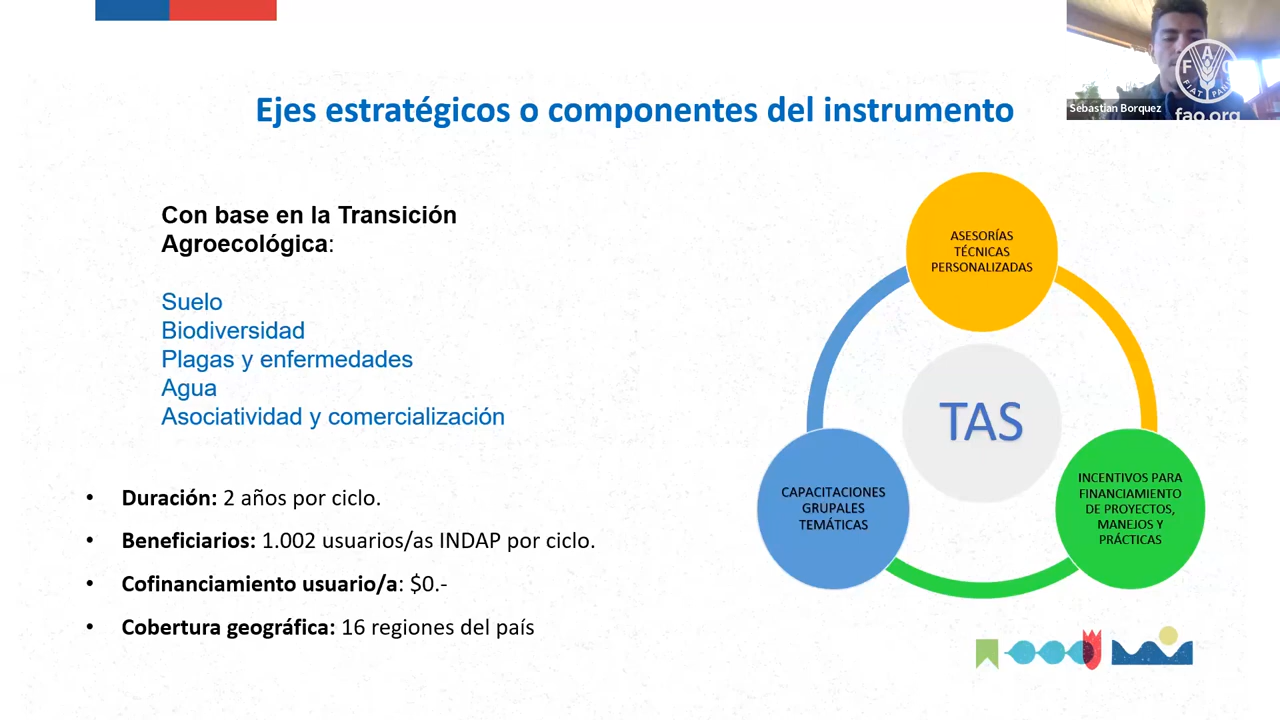 Ejes estratégicos o componentes del instrumento
Sebastian Borquez
F A O
FIAT PANIS
fao.org
Con base en la Transición
Agroecológica:
Suelo
Biodiversidad
Plagas y enfermedades
Agua
Asociatividad y comercialización
• Duración: 2 años por ciclo.
• Beneficiarios: 1.002 usuarios/as INDAP por ciclo.
• Cofinanciamiento usuario/a: $0.-
• Cobertura geográfica: 16 regiones del país
ASESORÍAS
TÉCNICAS
PERSONALIZADAS
TAS
CAPACITACIONES
GRUPALES
TEMÁTICAS
INCENTIVOS PARA
FINANCIAMIENTO
DE PROYECTOS,
MANEJOS Y
PRÁCTICAS